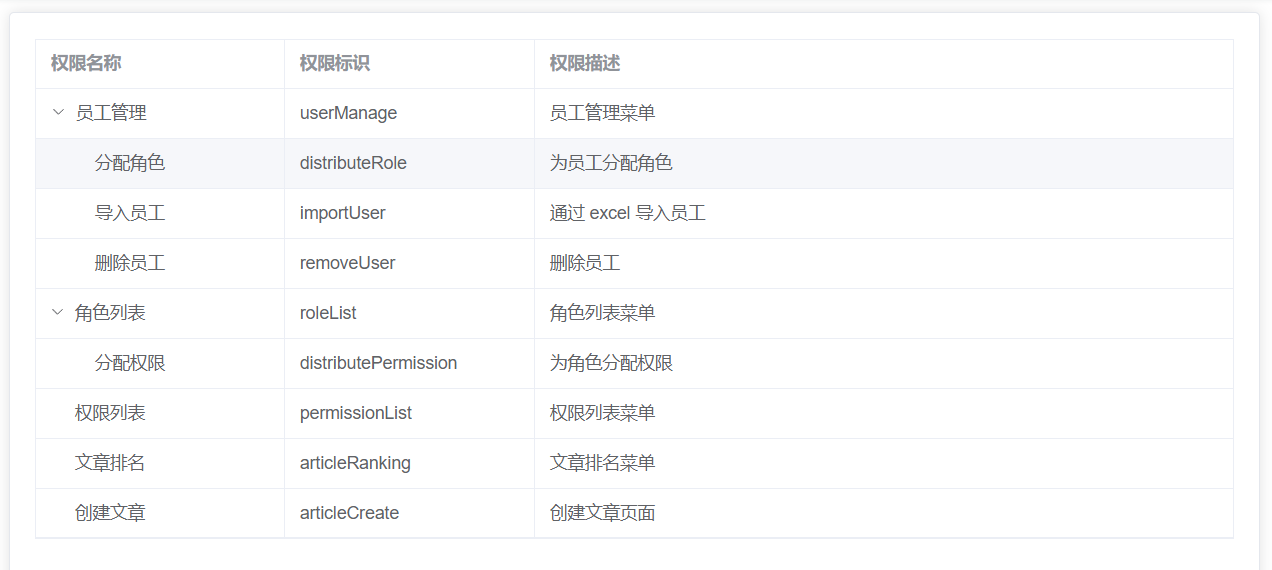 权限名称 权限标识 权限描述
员工管理 userManage 员工管理菜单
分配角色 distributeRole 为员工分配角色
导入员工 importUser 通过 excel 导入员工
删除员工 removeUser 删除员工
角色列表 roleList 角色列表菜单
分配权限 distributePermission 为角色分配权限
权限列表 permissionList 权限列表菜单
文章排名 articleRanking 文章排名菜单
创建文章 articleCreate 创建文章页面